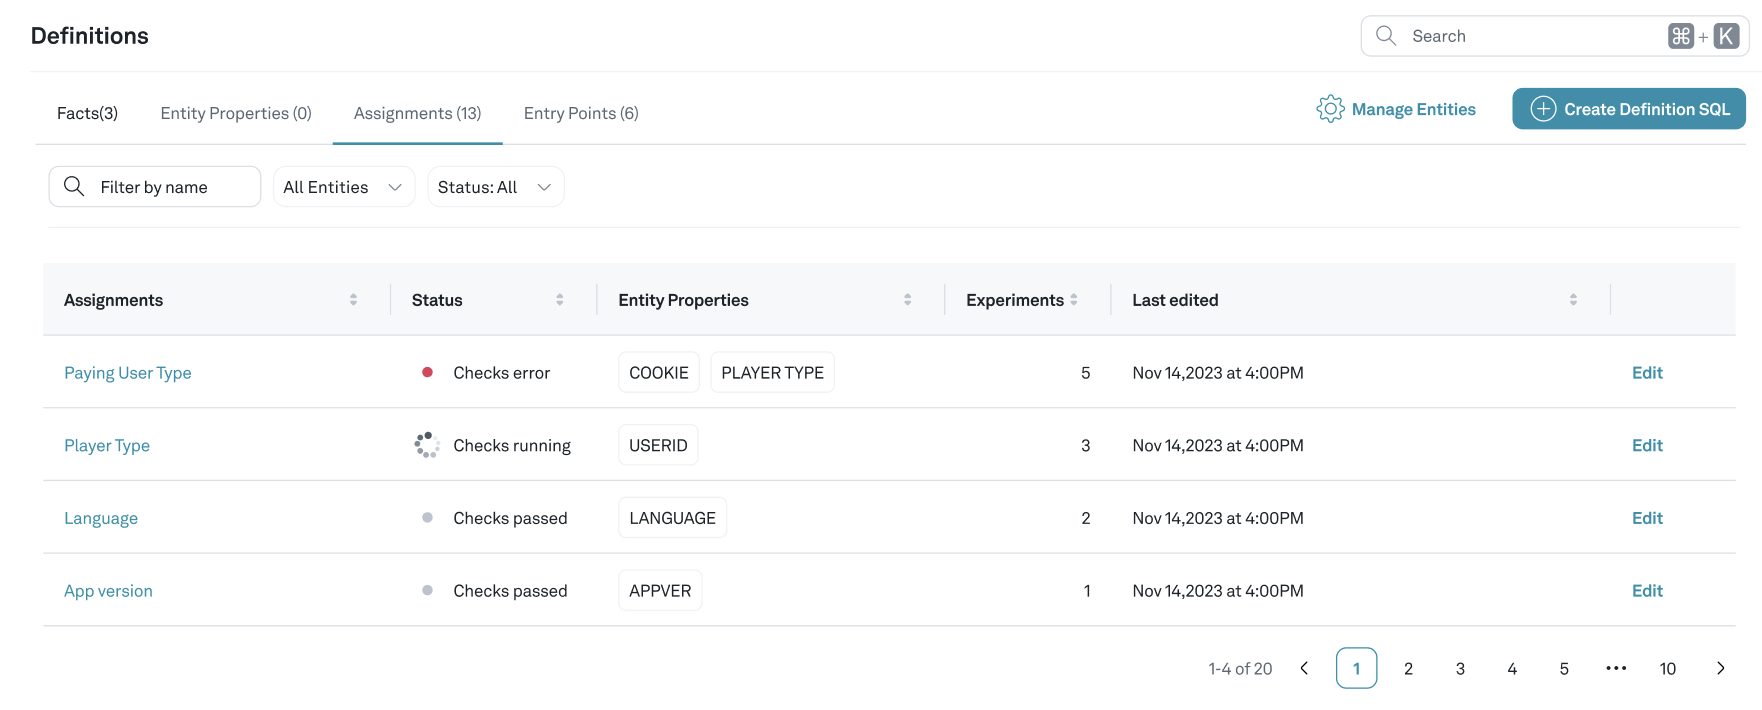 Definitions
Search ⌘ + K
Facts(3) Entity Properties (0) Assignments (13) Entry Points (6) Manage Entities Create Definition SQL
Filter by name All Entities Status: All
Assignments Status Entity Properties Experiments Last edited
Paying User Type Checks error COOKIE PLAYER TYPE 5 Nov 14,2023 at 4:00PM Edit
Player Type Checks running USERID 3 Nov 14,2023 at 4:00PM Edit
Language Checks passed LANGUAGE 2 Nov 14,2023 at 4:00PM Edit
App version Checks passed APPVER 1 Nov 14,2023 at 4:00PM Edit
1-4 of 20 1 2 3 4 5 ••• 10